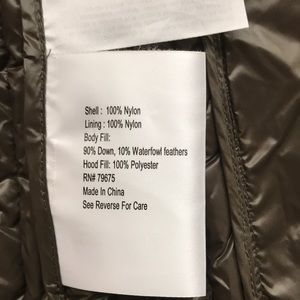 Shell : 100% Nylon
Lining : 100% Nylon
Body Fill:
90% Down, 10% Waterfowl feathers
Hood Fill: 100% Polyester
RN# 79675
Made In China
See Reverse For Care